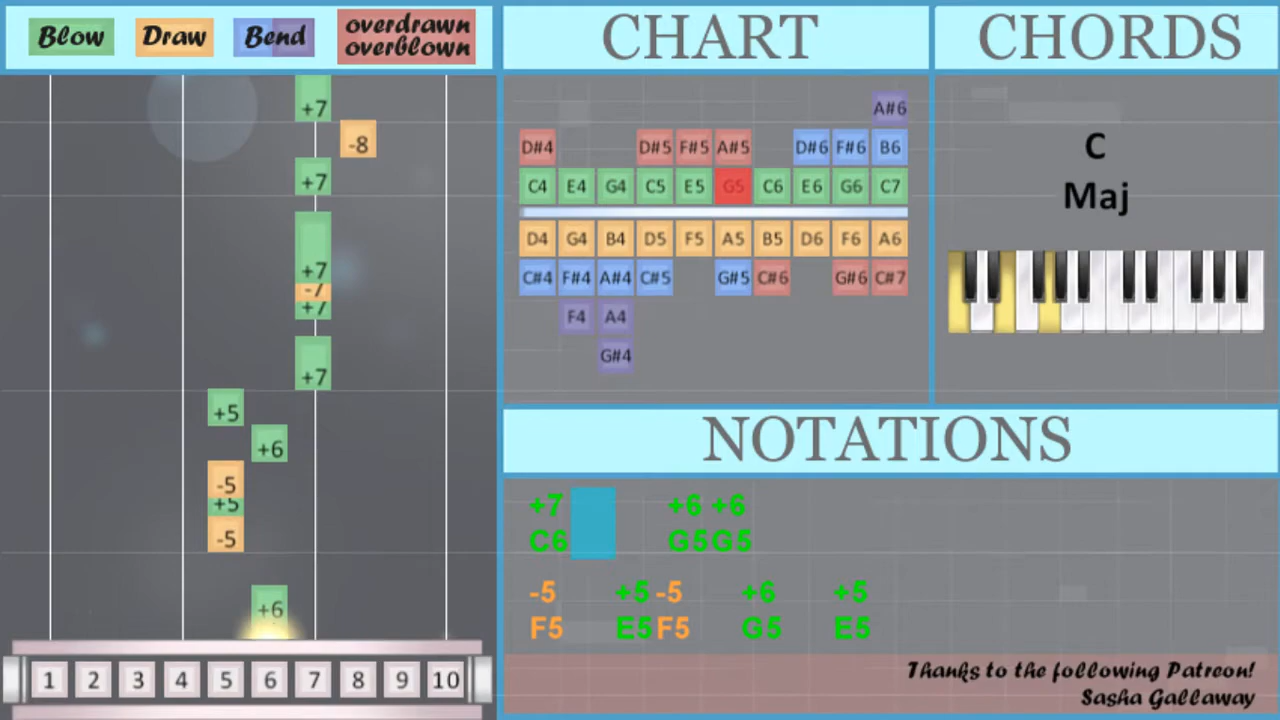 Blow Draw Bend overdrawn
overblown
CHART
CHORDS
+7
-8
+7
+7
-7
+7
+7
+5
+6
-5
+5
-5
+6
1 2 3 4 5 6 7 8 9 10
A#6
D#4 D#5 F#5 A#5 D#6 F#6 B6
C4 E4 G4 C5 E5 G5 C6 E6 G6 C7
D4 G4 B4 D5 F5 A5 B5 D6 F6 A6
C#4 F#4 A#4 C#5 G#5 C#6 G#6 C#7
F4 A4
G#4
C
Maj
NOTATIONS
+7 +6 +6
C6 G5 G5
-5 +5 -5 +6 +5
F5 E5 F5 G5 E5
Thanks to the following Patreon!
Sasha Gallaway